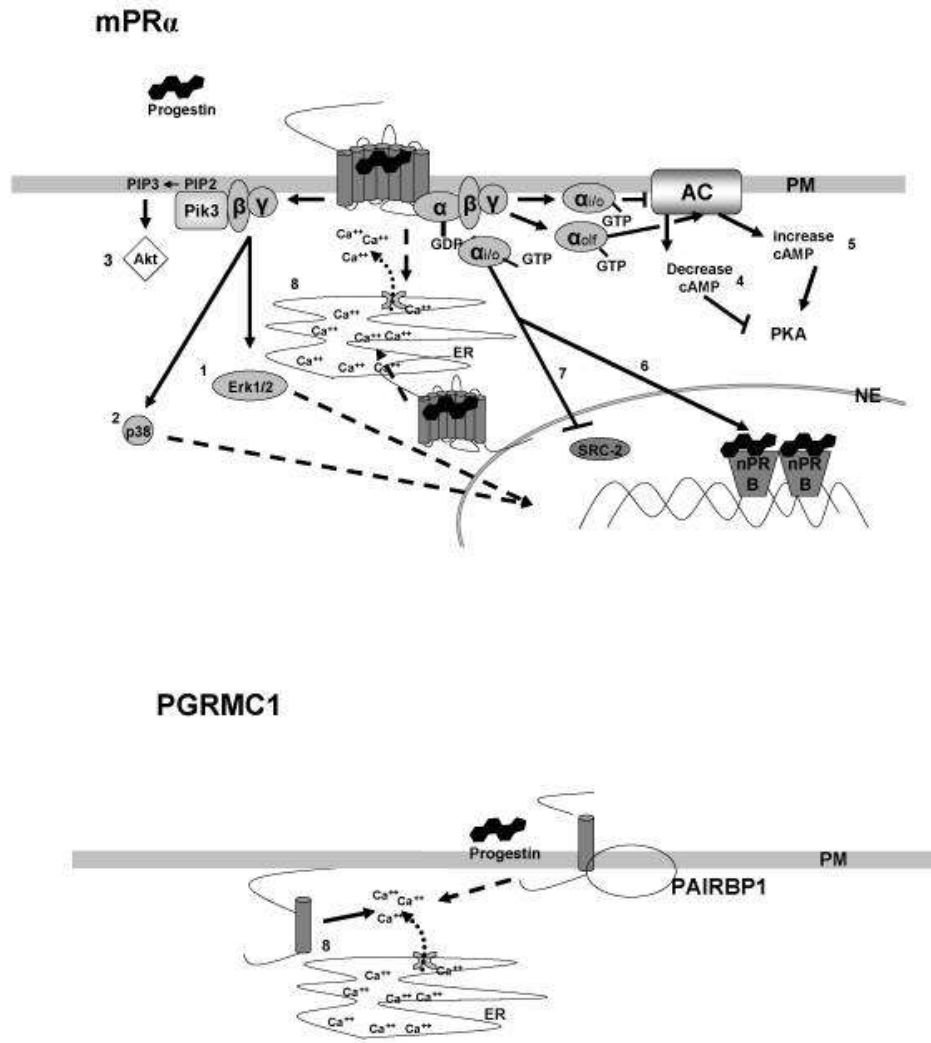 mPRα
Progestin
PIP3 PIP2
PM
AC
Pik3 β γ
α β γ
αi/o
GTP
GDP
αolf
GTP
αi/o
GTP
increase
cAMP
5
Decrease
cAMP
4
PKA
3
Akt
Ca++
Ca++
Ca++
8
Ca++
Ca++
Ca++
Ca++ Ca++
Ca++
Ca++
ER
1
Erk1/2
2
p38
7
6
NE
SRC-2
nPR
B
nPR
B
PGRMC1
Progestin
PM
PAIRBP1
Ca++
Ca++
Ca++
8
Ca++
Ca++
Ca++
Ca++ Ca++
Ca++
Ca++
Ca++
ER